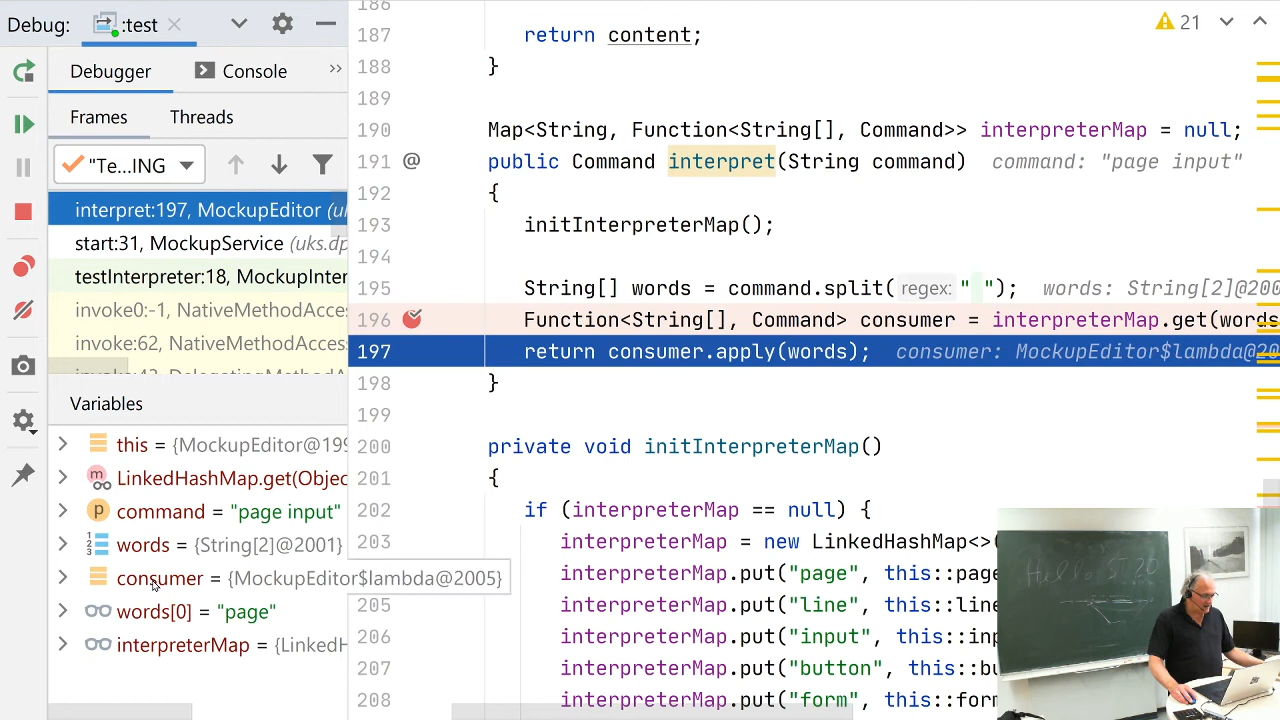 Debug: :test
Debugger Console
Frames Threads
"Te...ING
interpret:197, MockupEditor (uks.
start:31, MockupService (uks.dp
testInterpreter:18, MockupInter
invoke0:-1, NativeMethodAcces
invoke:62, NativeMethodAccess
Variables
this = {MockupEditor@199
LinkedHashMap.get(Objec
command = "page input"
words = {String[2]@2001}
consumer = {MockupEditor$lambda@2005}
words[0] = "page"
interpreterMap = {LinkedH
21
186
187 return content;
188 }
189
190 Map<String, Function<String[], Command>> interpreterMap = null;
191 @ public Command interpret(String command) command: "page input"
192 {
193 initInterpreterMap();
194
195 String[] words = command.split( regex: " "); words: String[2]@200
196 Function<String[], Command> consumer = interpreterMap.get(words
197 return consumer.apply(words); consumer: MockupEditor$lambda@20
198 }
199
200 private void initInterpreterMap()
201 {
202 if (interpreterMap == null) {
203 interpreterMap = new LinkedHashMap<>(
interpreterMap.put("page", this::page
205 interpreterMap.put("line", this::line
206 interpreterMap.put("input", this::inp
207 interpreterMap.put("button", this::bu
208 interpreterMap.put("form", this::form
Hello